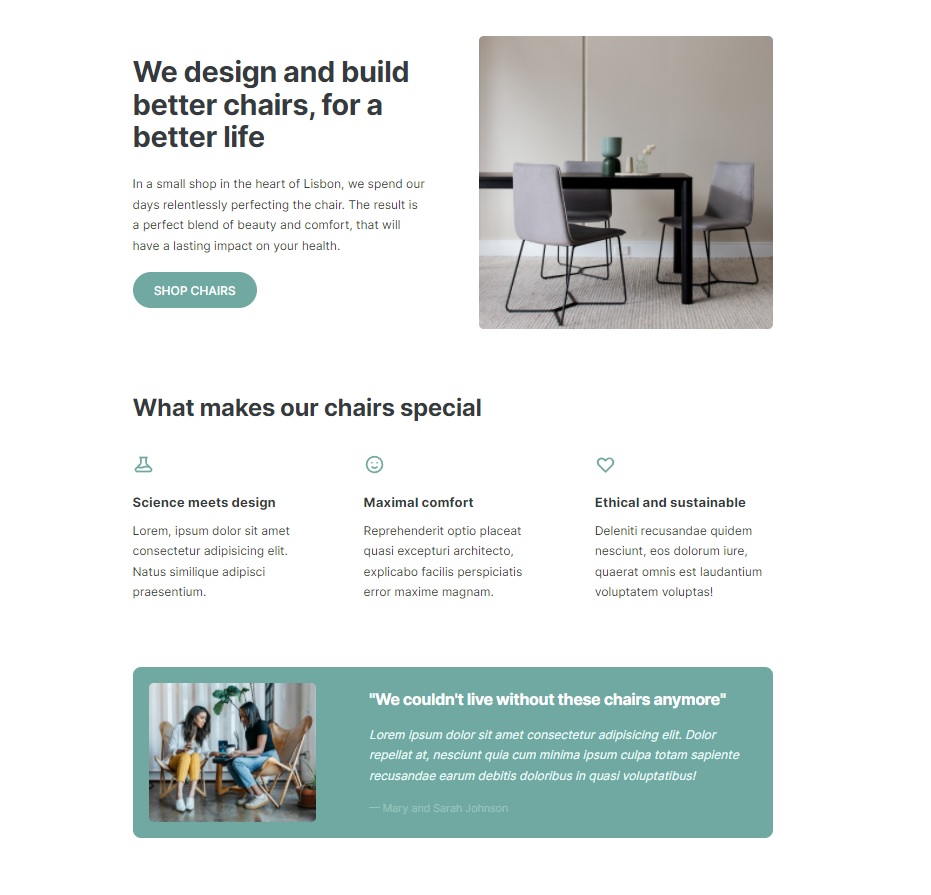 We design and build
better chairs, for a
better life
In a small shop in the heart of Lisbon, we spend our
days relentlessly perfecting the chair. The result is
a perfect blend of beauty and comfort, that will
have a lasting impact on your health.
SHOP CHAIRS
What makes our chairs special
Science meets design
Lorem, ipsum dolor sit amet
consectetur adipisicing elit.
Natus similique adipisci
praesentium.
Maximal comfort
Reprehenderit optio placeat
quasi excepturi architecto,
explicabo facilis perspiciatis
error maxime magnam.
Ethical and sustainable
Deleniti recusandae quidem
nesciunt, eos dolorum iure,
quaerat omnis est laudantium
voluptatem voluptas!
"We couldn't live without these chairs anymore"
Lorem ipsum dolor sit amet consectetur adipisicing elit. Dolor
repellat at, nesciunt quia cum minima ipsum culpa totam sapiente
recusandae earum debitis doloribus in quasi voluptatibus!
— Mary and Sarah Johnson